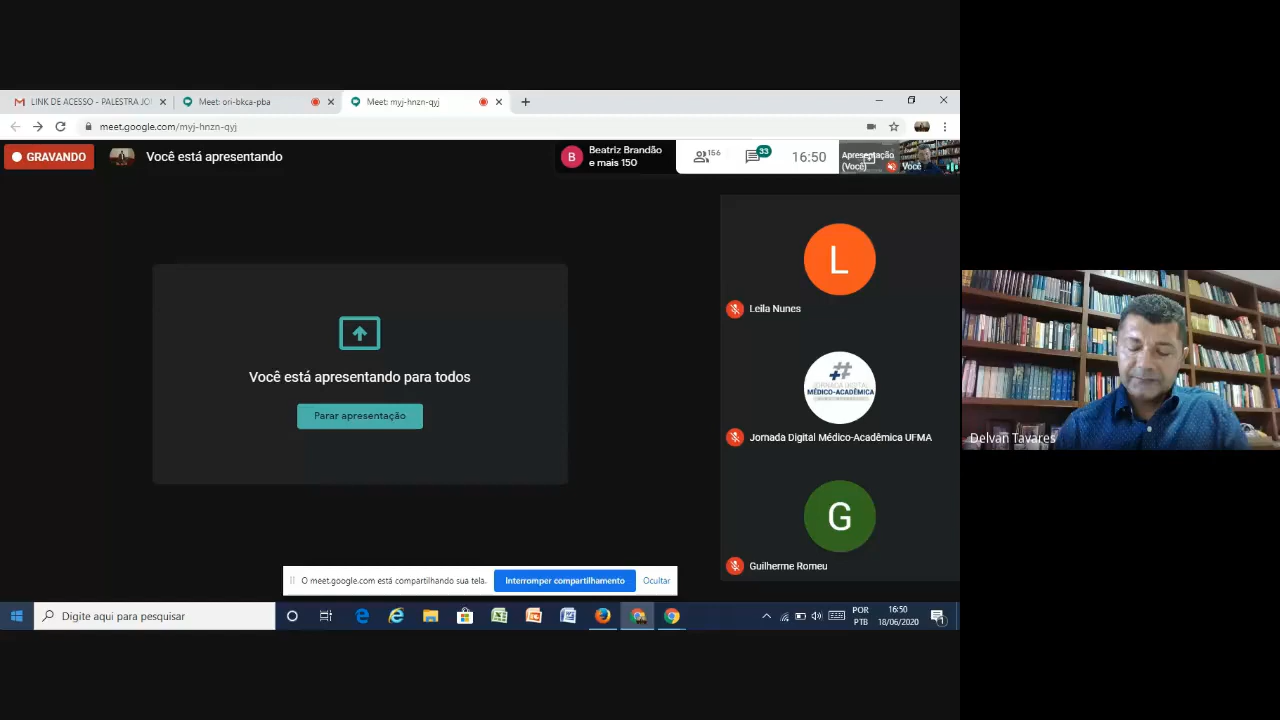 LINK DE ACESSO - PALESTRA JO
Meet: ori-bkca-pba
Meet: myj-hnzn-qyj
meet.google.com/myj-hnzn-qyj
GRAVANDO
Você está apresentando
B
Beatriz Brandão
e mais 150
156
33
16:50
Apresentação
(Você)
Você
L
Leila Nunes
JORNADA DIGITAL
MÉDICO-ACADÊMICA
Jornada Digital Médico-Acadêmica UFMA
G
Guilherme Romeu
Você está apresentando para todos
Parar apresentação
Delvan Tavares
O meet.google.com está compartilhando sua tela.
Interromper compartilhamento
Ocultar
Digite aqui para pesquisar
POR
PTB
16:50
18/06/2020
1